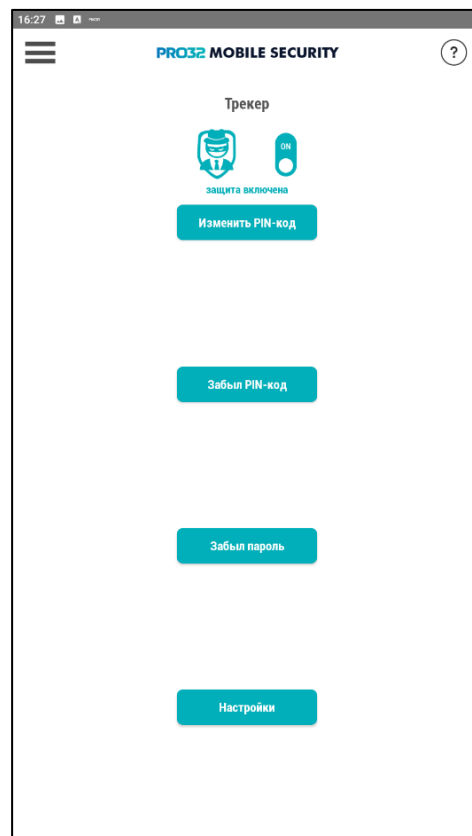 16:27
PRO32 MOBILE SECURITY
?
Трекер
ON
защита включена
Изменить PIN-код
Забыл PIN-код
Забыл пароль
Настройки